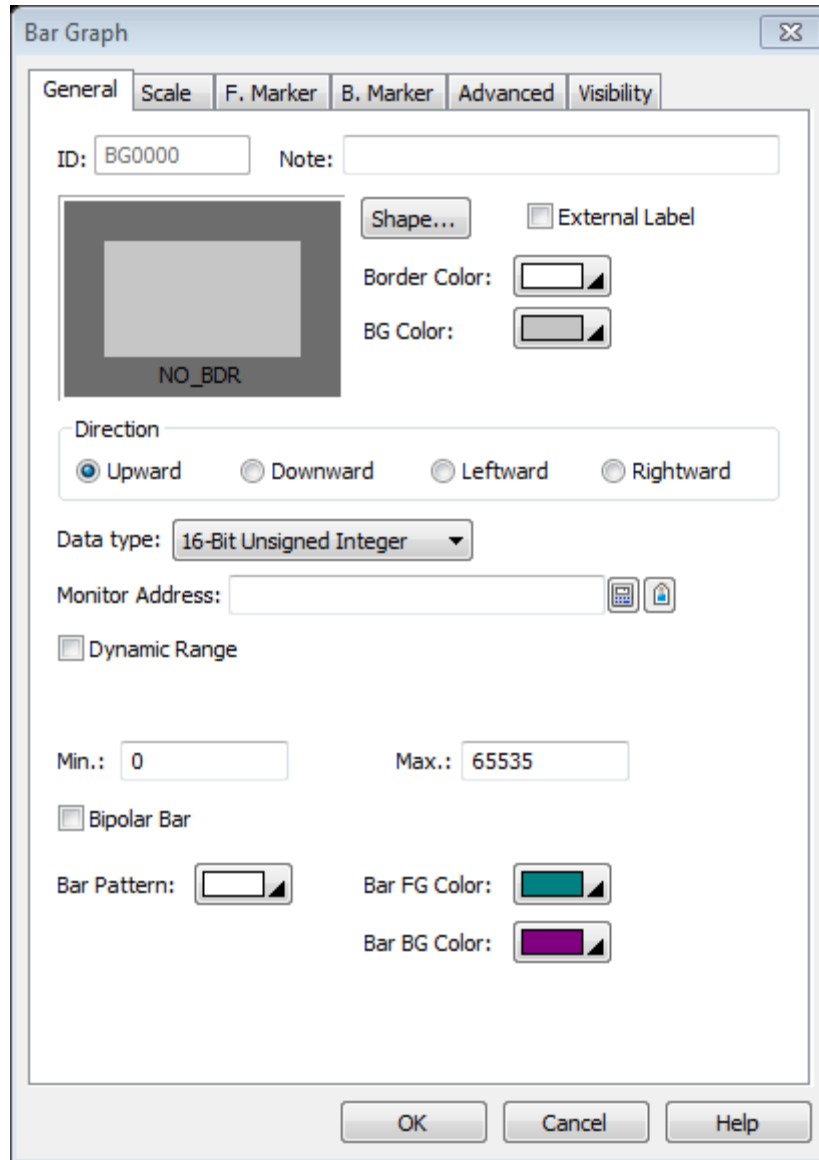 Bar Graph
General Scale F. Marker B. Marker Advanced Visibility
ID: BG0000 Note:
Shape... External Label
Border Color:
BG Color:
NO_BDR
Direction
Upward Downward Leftward Rightward
Data type: 16-Bit Unsigned Integer
Monitor Address:
Dynamic Range
Min.: 0 Max.: 65535
Bipolar Bar
Bar Pattern: Bar FG Color:
Bar BG Color:
OK Cancel Help